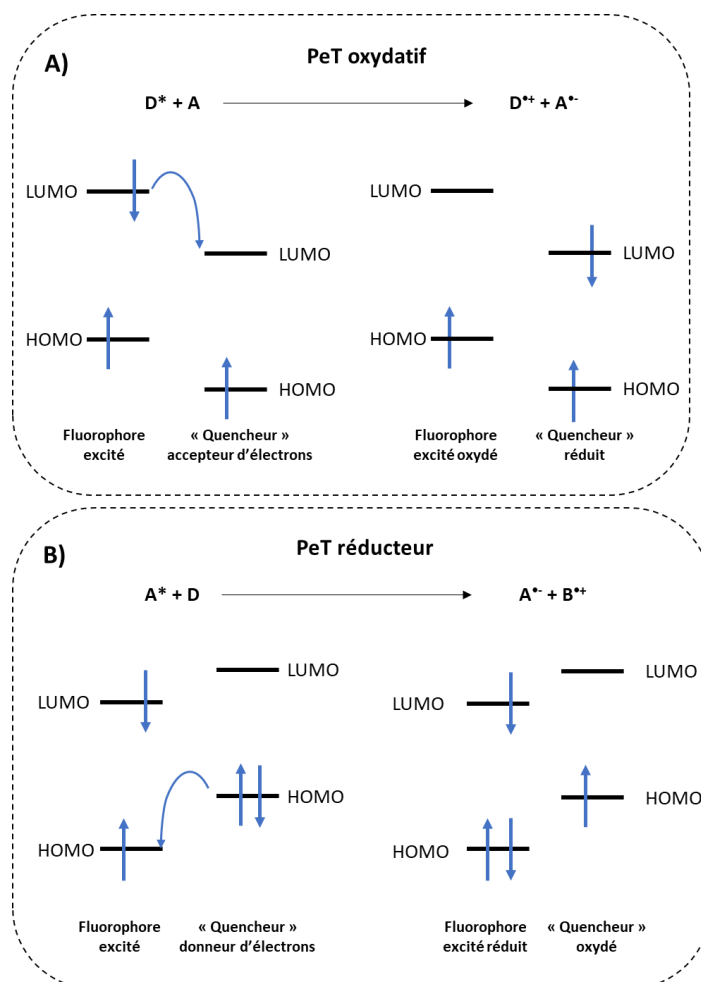 A)
PeT oxydatif
D* + A
D•+ + A•-
LUMO
LUMO
LUMO
LUMO
HOMO
HOMO
HOMO
HOMO
Fluorophore
excité
« Quencheur »
accepteur d'électrons
Fluorophore
excité oxydé
« Quencheur »
réduit
B)
PeT réducteur
A* + D
A•- + B•+
LUMO
LUMO
LUMO
LUMO
HOMO
HOMO
HOMO
HOMO
Fluorophore
excité
« Quencheur »
donneur d'électrons
Fluorophore
excité réduit
« Quencheur »
oxydé